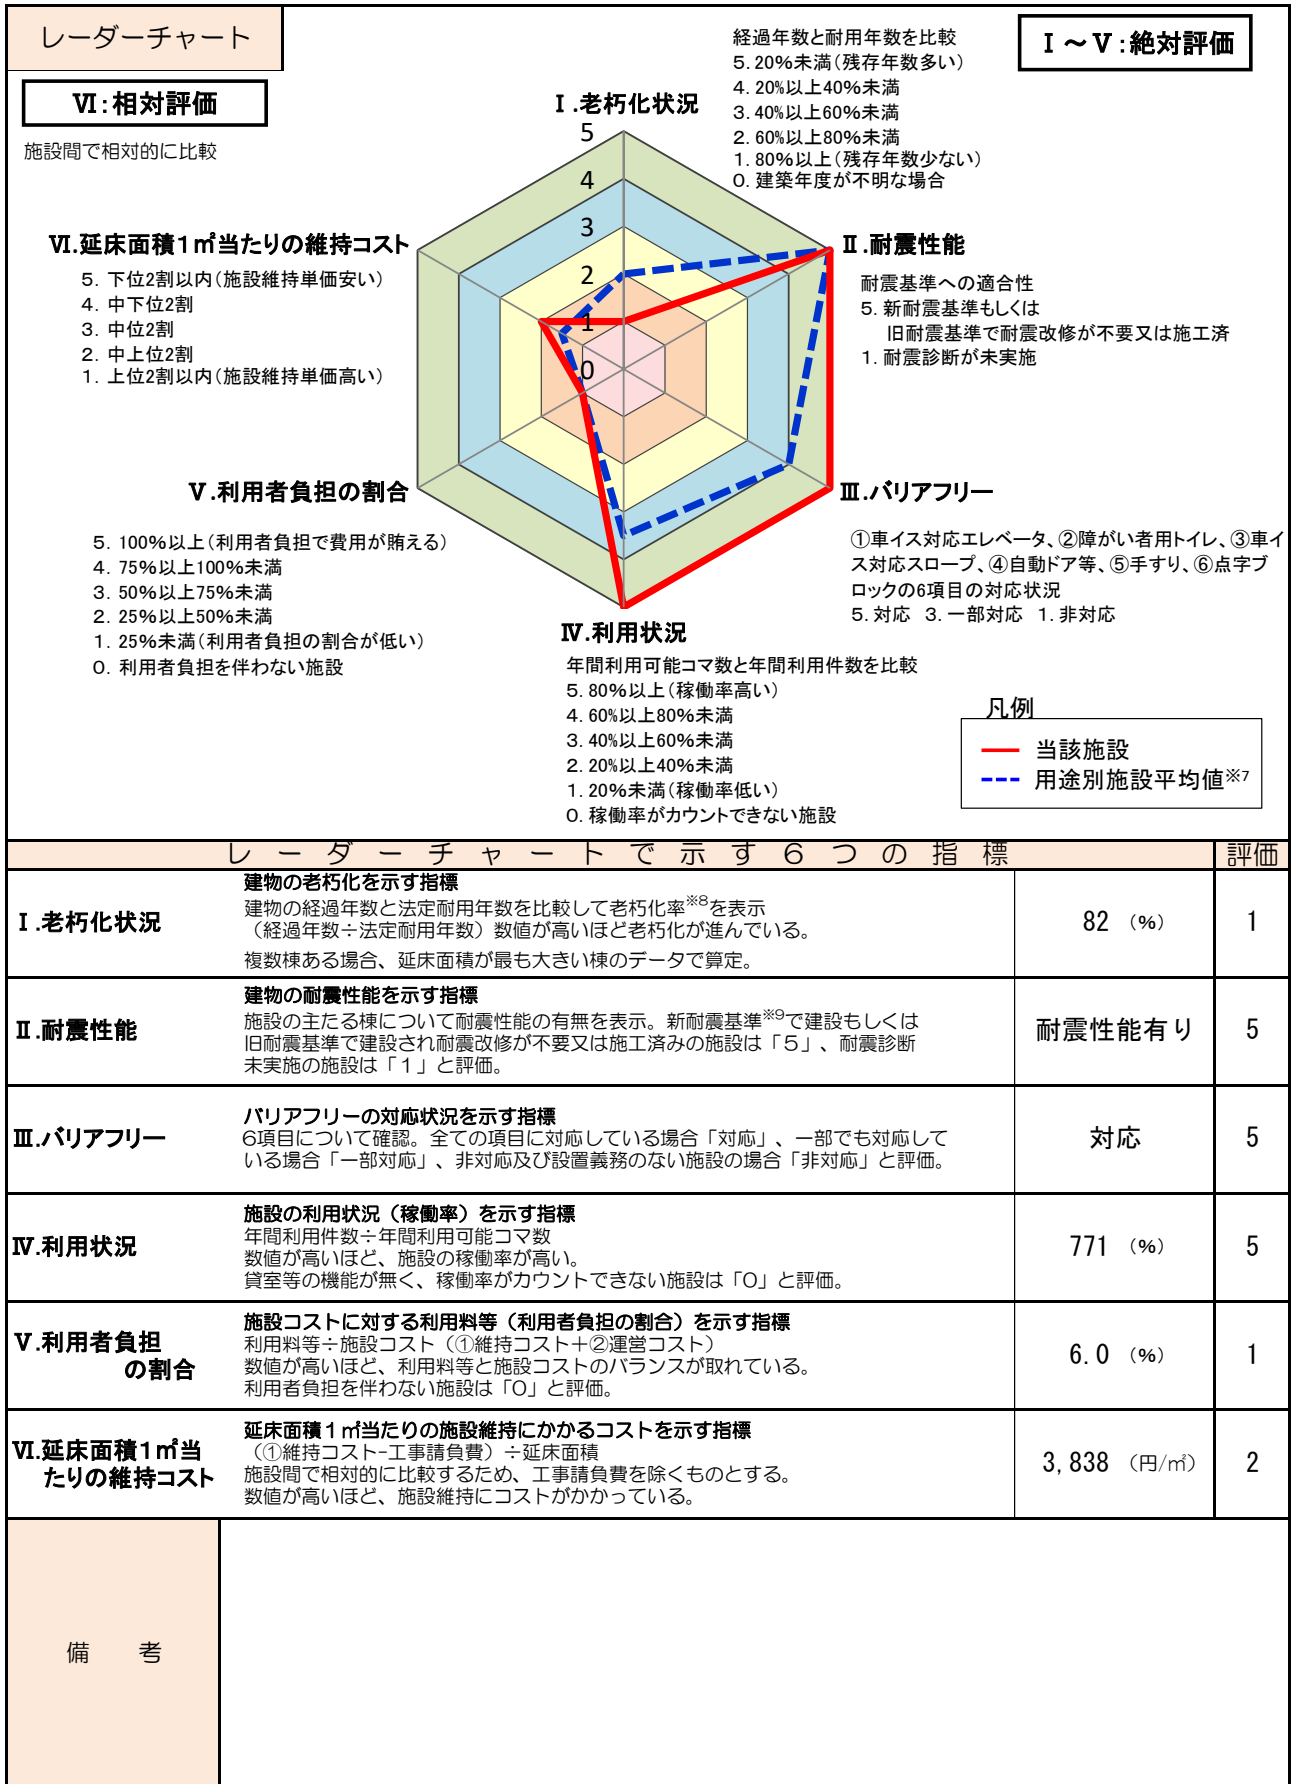 レーダーチャート
Ⅰ～Ⅴ:絶対評価
Ⅵ:相対評価
施設間で相対的に比較
Ⅰ.老朽化状況
経過年数と耐用年数を比較
5.20%未満(残存年数多い)
4.20%以上40%未満
3.40%以上60%未満
2.60%以上80%未満
1.80%以上(残存年数少ない)
0.建築年度が不明な場合
5
4
3
2
1
0
Ⅱ.耐震性能
耐震基準への適合性
5.新耐震基準もしくは
旧耐震基準で耐震改修が不要又は施工済
1.耐震診断が未実施
Ⅵ.延床面積1㎡当たりの維持コスト
5. 下位2割以内(施設維持単価安い)
4. 中下位2割
3. 中位2割
2. 中上位2割
1. 上位2割以内(施設維持単価高い)
Ⅲ.バリアフリー
①車イス対応エレベータ、②障がい者用トイレ、③車イ
ス対応スロープ、④自動ドア等、⑤手すり、⑥点字ブ
ロックの6項目の対応状況
5.対応 3.一部対応 1.非対応
Ⅴ.利用者負担の割合
5. 100%以上(利用者負担で費用が賄える)
4. 75%以上100%未満
3. 50%以上75%未満
2. 25%以上50%未満
1. 25%未満(利用者負担の割合が低い)
0. 利用者負担を伴わない施設
Ⅳ.利用状況
年間利用可能コマ数と年間利用件数を比較
5.80%以上(稼働率高い)
4.60%以上80%未満
3.40%以上60%未満
2.20%以上40%未満
1.20%未満(稼働率低い)
0.稼働率がカウントできない施設
凡例
当該施設
用途別施設平均値※7
レーダーチャートで示す6つの指標 評価
Ⅰ.老朽化状況
建物の老朽化を示す指標
建物の経過年数と法定耐用年数を比較して老朽化率※8を表示
（経過年数÷法定耐用年数）数値が高いほど老朽化が進んでいる。
複数棟ある場合、延床面積が最も大きい棟のデータで算定。
82 (%) 1
Ⅱ.耐震性能
建物の耐震性能を示す指標
施設の主たる棟について耐震性能の有無を表示。新耐震基準※9で建設もしくは
旧耐震基準で建設され耐震改修が不要又は施工済みの施設は「5」、耐震診断
未実施の施設は「1」と評価。
耐震性能有り 5
Ⅲ.バリアフリー
バリアフリーの対応状況を示す指標
6項目について確認。全ての項目に対応している場合「対応」、一部でも対応して
いる場合「一部対応」、非対応及び設置義務のない施設の場合「非対応」と評価。
対応 5
Ⅳ.利用状況
施設の利用状況（稼働率）を示す指標
年間利用件数÷年間利用可能コマ数
数値が高いほど、施設の稼働率が高い。
貸室等の機能が無く、稼働率がカウントできない施設は「0」と評価。
771 (%) 5
Ⅴ.利用者負担
の割合
施設コストに対する利用料等（利用者負担の割合）を示す指標
利用料等÷施設コスト（①維持コスト＋②運営コスト）
数値が高いほど、利用料等と施設コストのバランスが取れている。
利用者負担を伴わない施設は「0」と評価。
6.0 (%) 1
Ⅵ.延床面積1㎡当
たりの維持コスト
延床面積1㎡当たりの施設維持にかかるコストを示す指標
（①維持コスト-工事請負費）÷延床面積
施設間で相対的に比較するため、工事請負費を除くものとする。
数値が高いほど、施設維持にコストがかかっている。
3,838 (円/㎡) 2
備 考